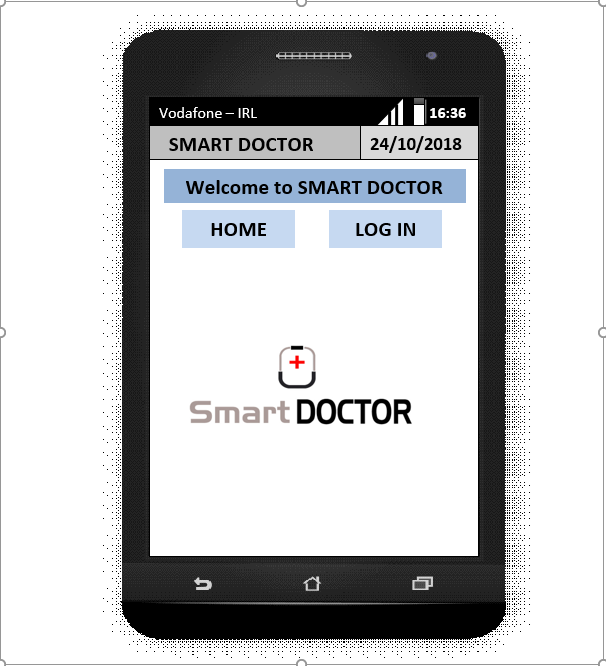 Vodafone – IRL 16:36
SMART DOCTOR 24/10/2018
Welcome to SMART DOCTOR
HOME LOG IN
Smart DOCTOR